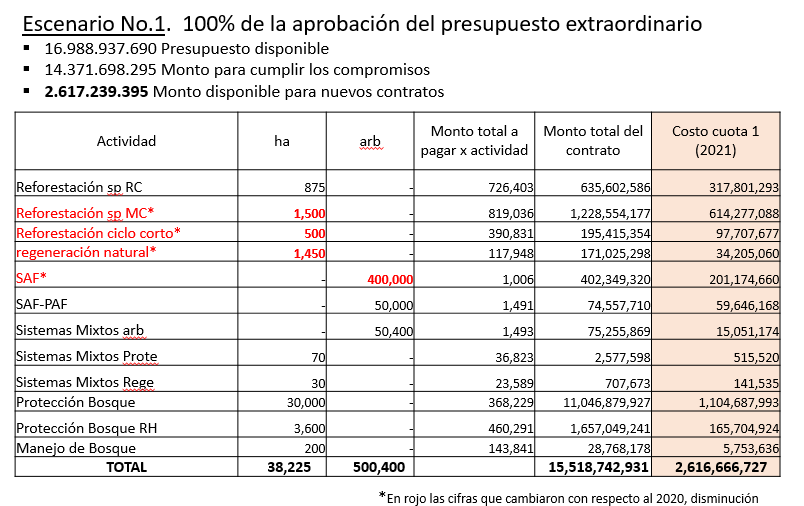 Escenario No.1. 100% de la aprobación del presupuesto extraordinario
▪ 16.988.937.690 Presupuesto disponible
▪ 14.371.698.295 Monto para cumplir los compromisos
▪ 2.617.239.395 Monto disponible para nuevos contratos
Actividad ha arb Monto total a pagar x actividad Monto total del contrato Costo cuota 1 (2021)
Reforestación sp RC 875 - 726,403 635,602,586 317,801,293
Reforestación sp MC* 1,500 - 819,036 1,228,554,177 614,277,088
Reforestación ciclo corto* 500 - 390,831 195,415,354 97,707,677
regeneración natural* 1,450 - 117,948 171,025,298 34,205,060
SAF* - 400,000 1,006 402,349,320 201,174,660
SAF-PAF - 50,000 1,491 74,557,710 59,646,168
Sistemas Mixtos arb - 50,400 1,493 75,255,869 15,051,174
Sistemas Mixtos Prote 70 - 36,823 2,577,598 515,520
Sistemas Mixtos Rege 30 - 23,589 707,673 141,535
Protección Bosque 30,000 - 368,229 11,046,879,927 1,104,687,993
Protección Bosque RH 3,600 - 460,291 1,657,049,241 165,704,924
Manejo de Bosque 200 - 143,841 28,768,178 5,753,636
TOTAL 38,225 500,400 15,518,742,931 2,616,666,727
*En rojo las cifras que cambiaron con respecto al 2020, disminución